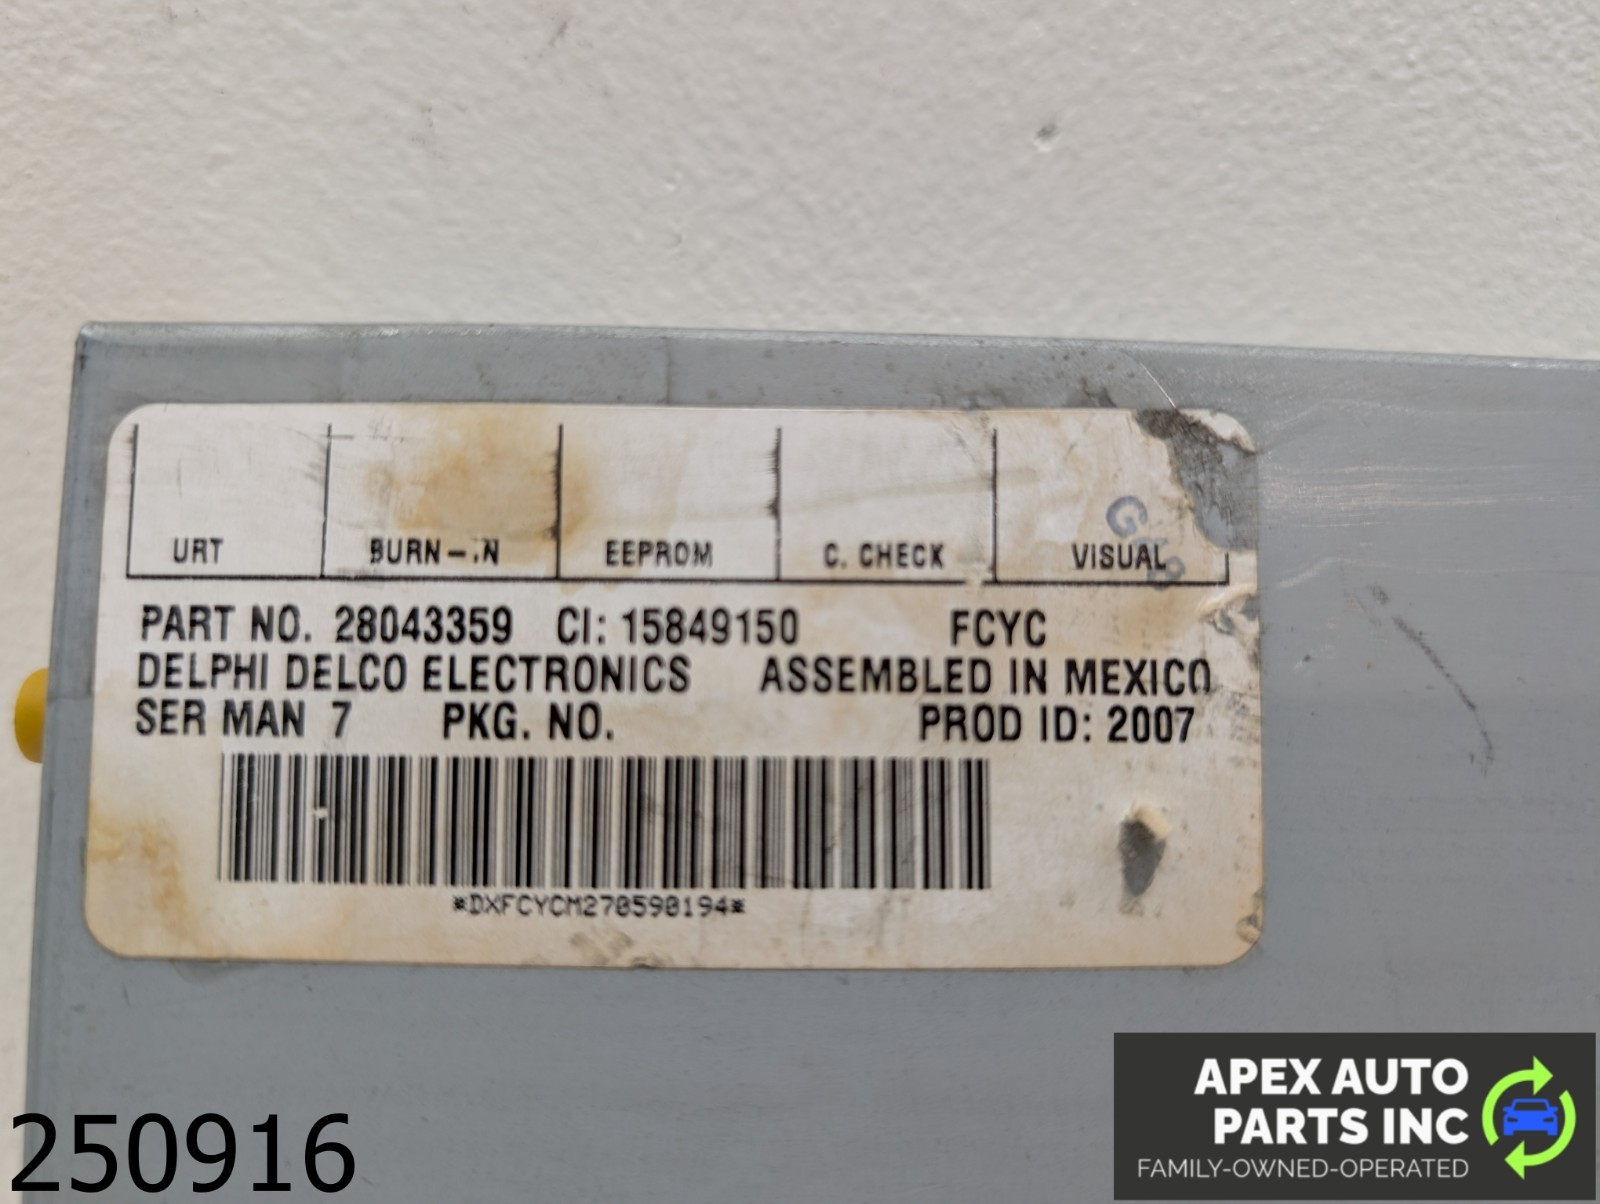 URT BURN-IN EEPROM C. CHECK VISUAL
PART NO. 28043359 CI: 15849150 FCYC
DELPHI DELCO ELECTRONICS ASSEMBLED IN MEXICO
SER MAN 7 PKG. NO. PROD ID: 2007
*DXFCYCM270590194*
250916
APEX AUTO
PARTS INC
FAMILY-OWNED-OPERATED